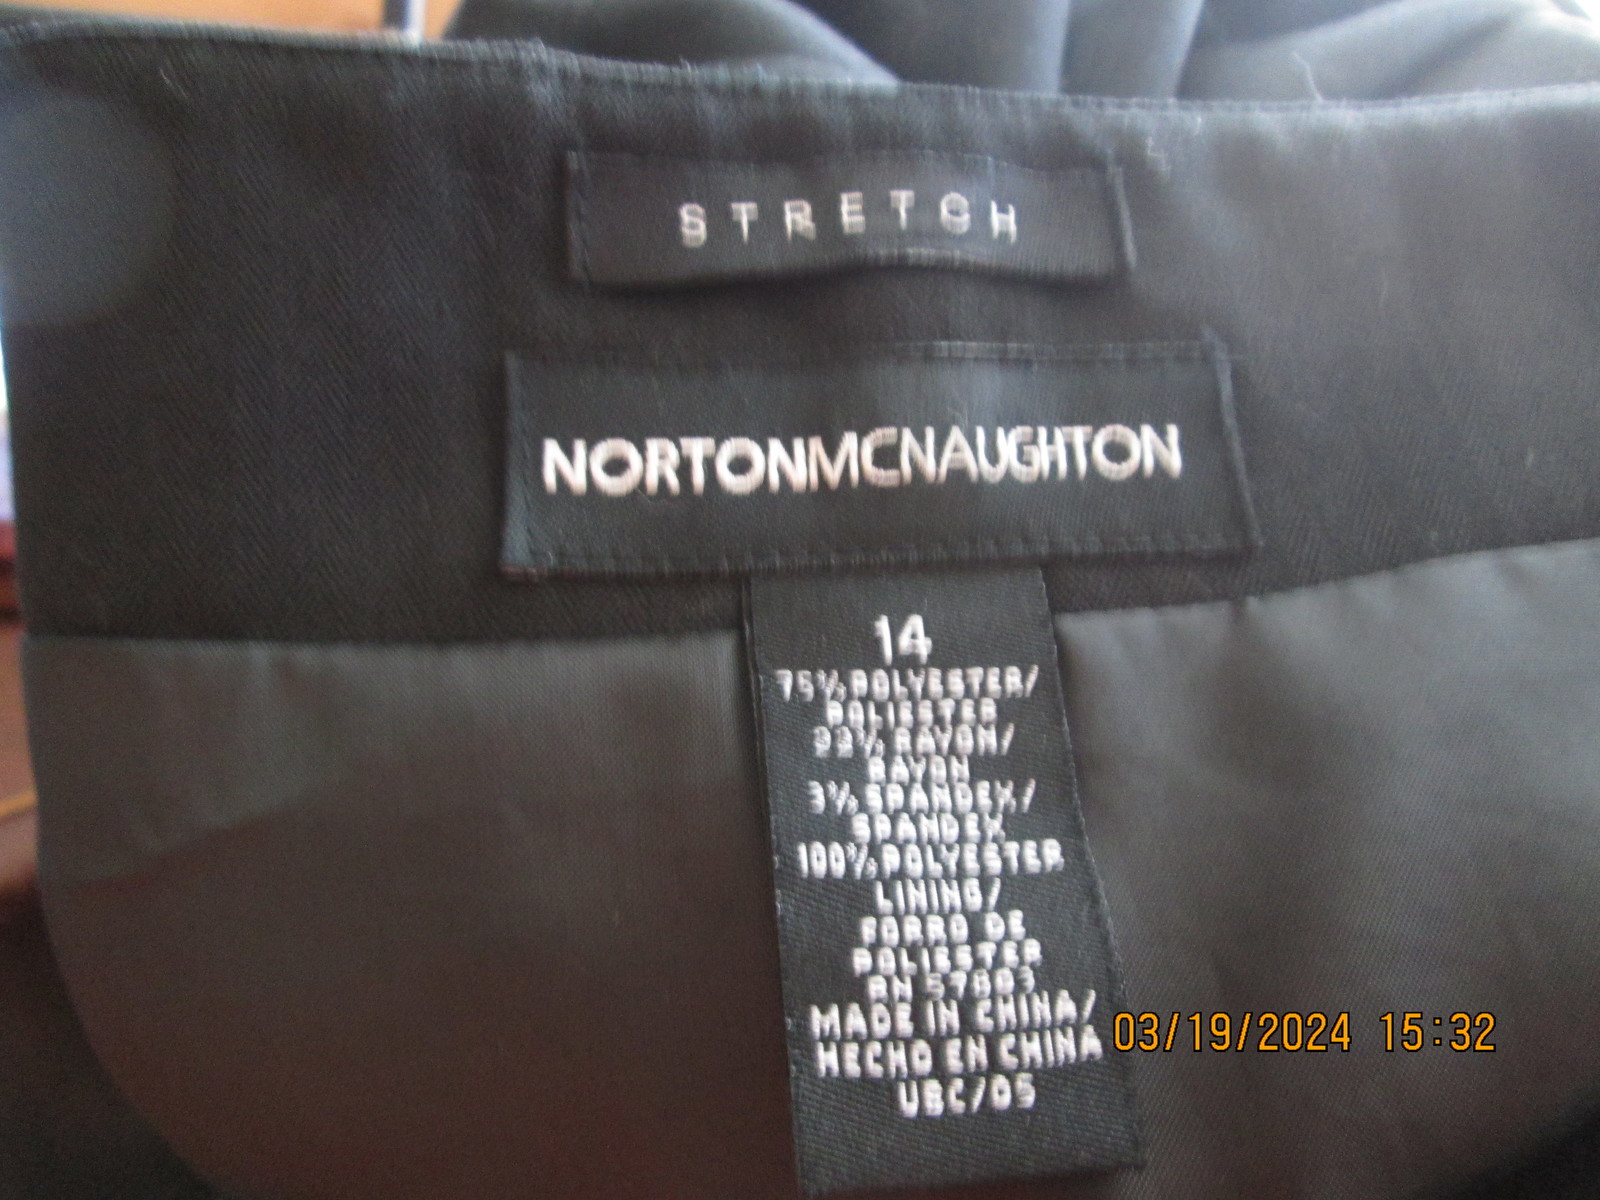 STRETCH
NORTONMCNAUGHTON
14
75% POLYESTER/
POLIESTER
22% RAYON/
RAYON
3% SPANDEX/
SPANDEX
100% POLYESTER
LINING/
FORRO DE
POLIESTER
RN 57883
MADE IN CHINA/
HECHO EN CHINA
UBC/05
03/19/2024 15:32